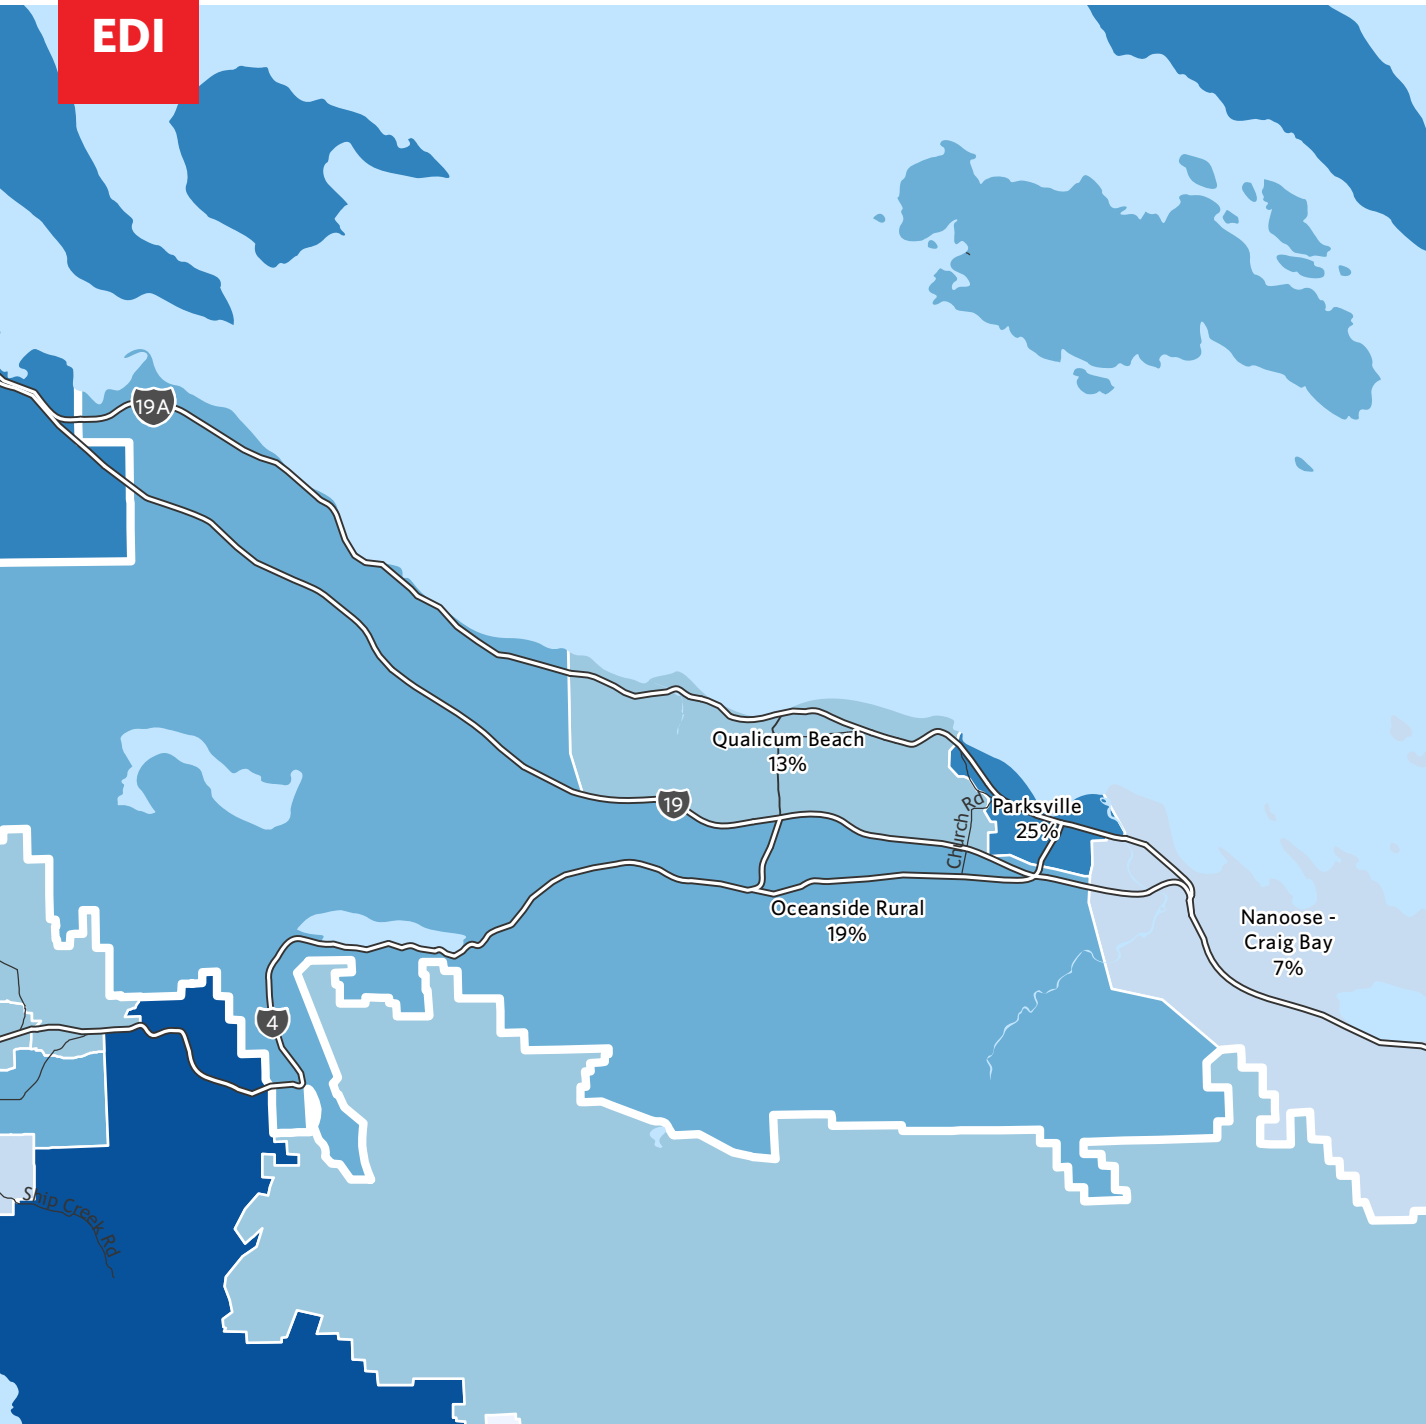 EDI
19A
Qualicum Beach
13%
19
Church Rd
Parksville
25%
Oceanside Rural
19%
Nanoose -
Craig Bay
7%
4
Ship Creek Rd